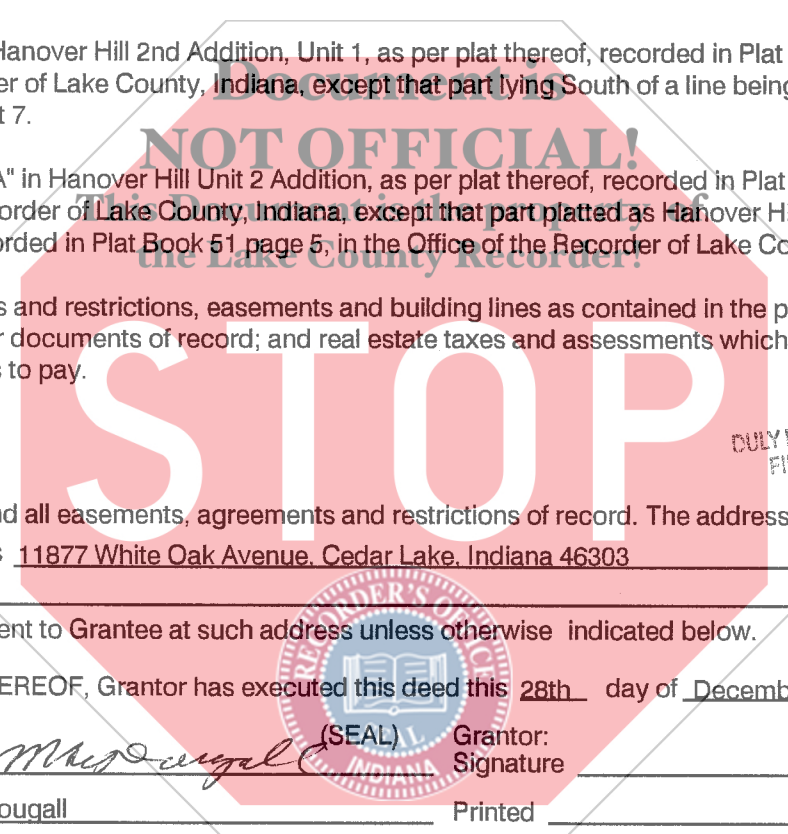 Hanover Hill 2nd Addition, Unit 1, as per plat thereof, recorded in Plat
er of Lake County, Indiana, except that part lying South of a line being
t 7.
Document is
NOT OFFICIAL!
This Document is the property of
the Lake County Recorder!
A" in Hanover Hill Unit 2 Addition, as per plat thereof, recorded in Plat
order of Lake County, Indiana, except that part platted as Hanover H
orded in Plat Book 51 page 5, in the Office of the Recorder of Lake Co
s and restrictions, easements and building lines as contained in the p
r documents of record; and real estate taxes and assessments which
s to pay.
STOP
DULY
FI
nd all easements, agreements and restrictions of record. The address
s 11877 White Oak Avenue, Cedar Lake, Indiana 46303
ent to Grantee at such address unless otherwise indicated below.
EREOF, Grantor has executed this deed this 28th day of Decemb
RECORDER'S OFFICE
SEAL
INDIANA
(SEAL) Grantor:
Signature
ougall Printed